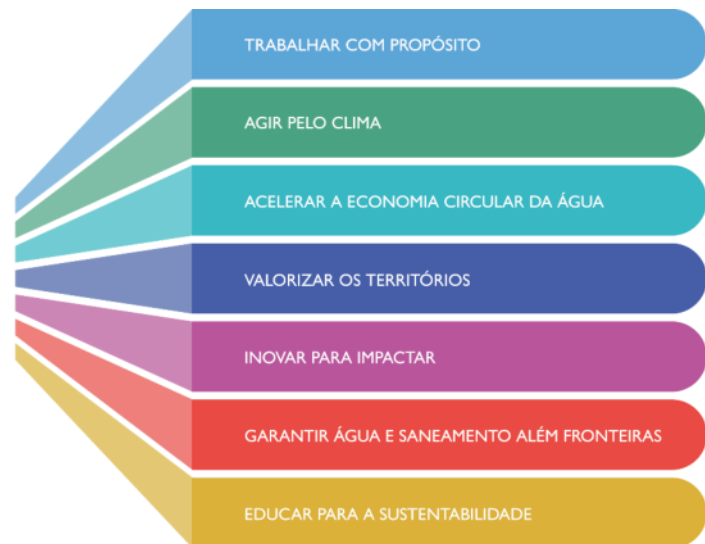 TRABALHAR COM PROPÓSITO
AGIR PELO CLIMA
ACELERAR A ECONOMIA CIRCULAR DA ÁGUA
VALORIZAR OS TERRITÓRIOS
INOVAR PARA IMPACTAR
GARANTIR ÁGUA E SANEAMENTO ALÉM FRONTEIRAS
EDUCAR PARA A SUSTENTABILIDADE